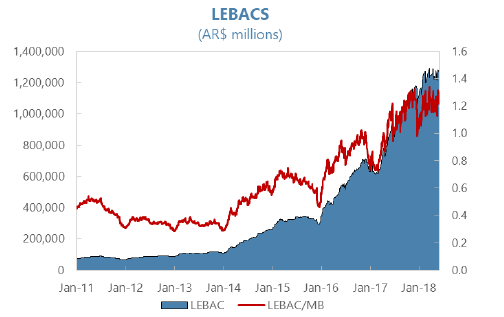 LEBACS
(AR$ millions)
1,400,000 1.6
1,200,000 1.4
1,000,000 1.2
800,000 1.0
600,000 0.8
400,000 0.6
200,000 0.4
0 0.2
0.0
Jan-11 Jan-12 Jan-13 Jan-14 Jan-15 Jan-16 Jan-17 Jan-18
LEBAC LEBAC/MB